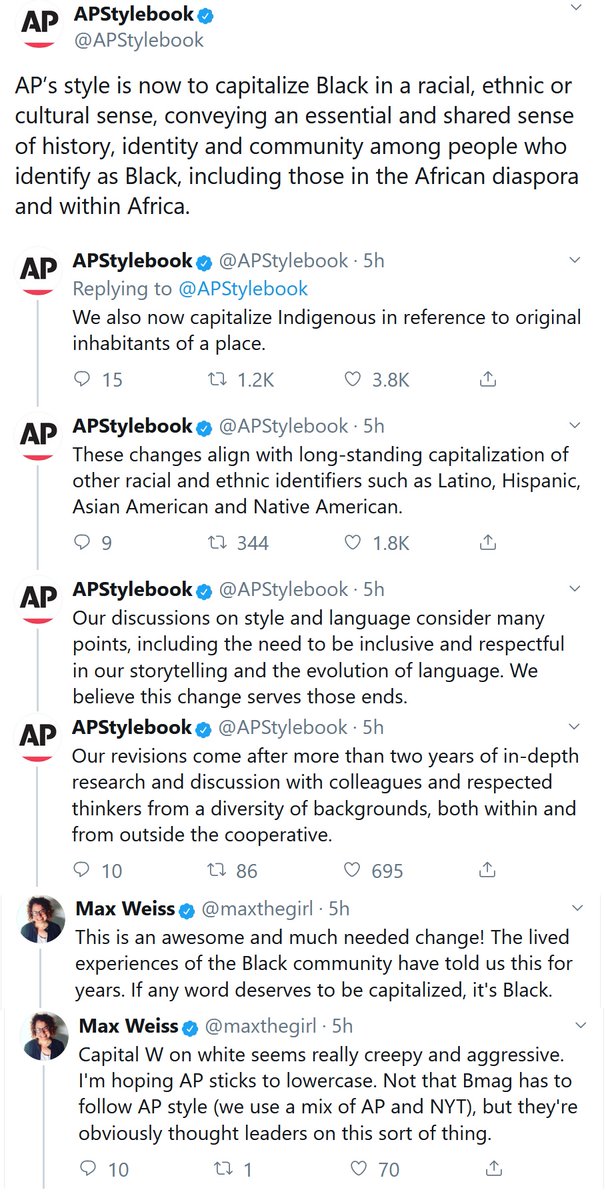 AP
APStylebook
@APStylebook
AP’s style is now to capitalize Black in a racial, ethnic or
cultural sense, conveying an essential and shared sense
of history, identity and community among people who
identify as Black, including those in the African diaspora
and within Africa.
AP
APStylebook @APStylebook · 5h
Replying to @APStylebook
We also now capitalize Indigenous in reference to original
inhabitants of a place.
15 1.2K 3.8K
AP
APStylebook @APStylebook · 5h
These changes align with long-standing capitalization of
other racial and ethnic identifiers such as Latino, Hispanic,
Asian American and Native American.
9 344 1.8K
AP
APStylebook @APStylebook · 5h
Our discussions on style and language consider many
points, including the need to be inclusive and respectful
in our storytelling and the evolution of language. We
believe this change serves those ends.
AP
APStylebook @APStylebook · 5h
Our revisions come after more than two years of in-depth
research and discussion with colleagues and respected
thinkers from a diversity of backgrounds, both within and
from outside the cooperative.
10 86 695
Max Weiss @maxthegirl · 5h
This is an awesome and much needed change! The lived
experiences of the Black community have told us this for
years. If any word deserves to be capitalized, it's Black.
Max Weiss @maxthegirl · 5h
Capital W on white seems really creepy and aggressive.
I'm hoping AP sticks to lowercase. Not that Bmag has to
follow AP style (we use a mix of AP and NYT), but they're
obviously thought leaders on this sort of thing.
10 1 70